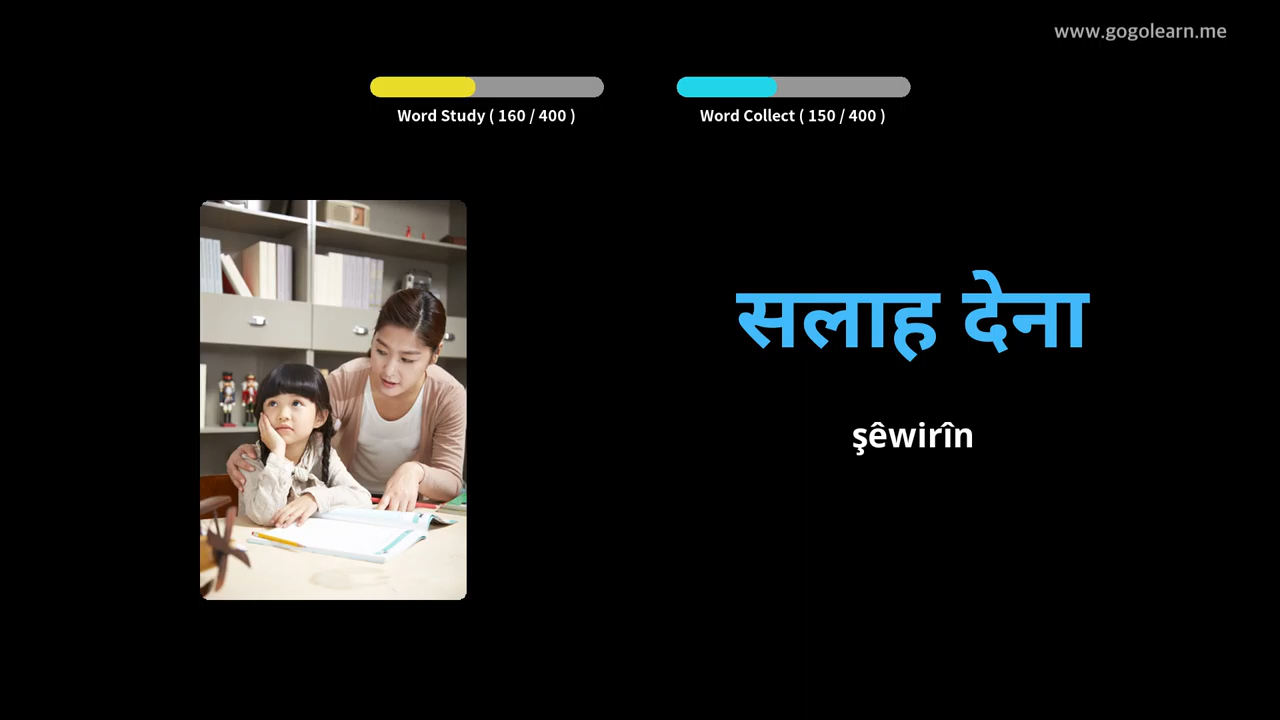 www.gogolearn.me
Word Study ( 160 / 400 )
Word Collect ( 150 / 400 )
सलाह देना
şêwirîn